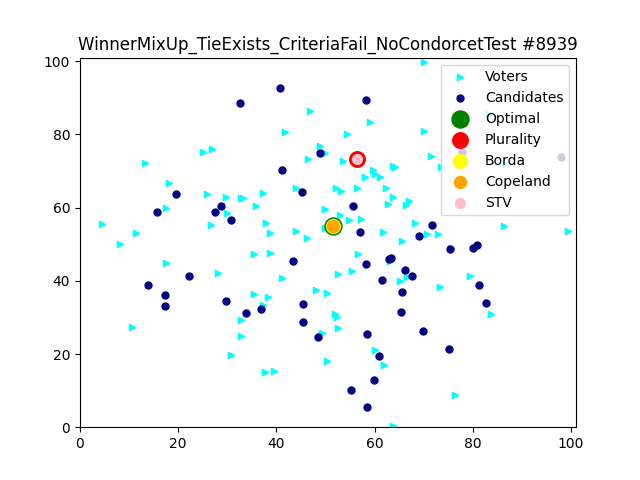 WinnerMixUp_TieExists_CriteriaFail_NoCondorcetTest #8939
100
80
60
40
20
0
0
20
40
60
80
100
Voters
Candidates
Optimal
Plurality
Borda
Copeland
STV